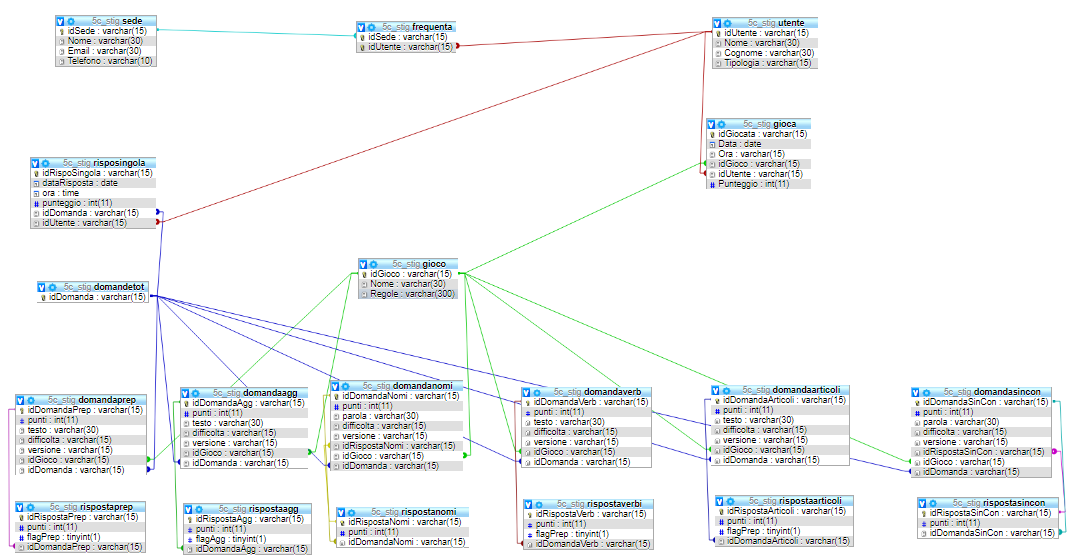 5c_stig.sede
idSede : varchar(15)
Nome : varchar(30)
Email : varchar(30)
Telefono : varchar(10)
5c_stig.frequenta
idSede : varchar(15)
idUtente : varchar(15)
5c_stig.utente
idUtente : varchar(15)
Nome : varchar(30)
Cognome : varchar(30)
Tipologia : varchar(15)
5c_stig.gioca
idGiocata : varchar(15)
Data : date
Ora : varchar(15)
idGioco : varchar(15)
idUtente : varchar(15)
Punteggio : int(11)
5c_stig.risposingola
idRispoSingola : varchar(15)
dataRisposta : date
ora : time
punteggio : int(11)
idDomanda : varchar(15)
idUtente : varchar(15)
5c_stig.gioco
idGioco : varchar(15)
Nome : varchar(30)
Regole : varchar(300)
5c_stig.domandetot
idDomanda : varchar(15)
5c_stig.domandaprep
idDomandaPrep : varchar(15)
punti : int(11)
testo : varchar(30)
difficolta : varchar(15)
versione : varchar(15)
idGioco : varchar(15)
idDomanda : varchar(15)
5c_stig.domandaagg
idDomandaAgg : varchar(15)
punti : int(11)
testo : varchar(30)
difficolta : varchar(15)
versione : varchar(15)
idGioco : varchar(15)
idDomanda : varchar(15)
5c_stig.domandanomi
idDomandaNomi : varchar(15)
punti : int(11)
parola : varchar(30)
difficolta : varchar(15)
versione : varchar(15)
idRispostaNomi : varchar(15)
idGioco : varchar(15)
idDomanda : varchar(15)
5c_stig.domandaverb
idDomandaVerb : varchar(15)
punti : int(11)
testo : varchar(30)
difficolta : varchar(15)
versione : varchar(15)
idGioco : varchar(15)
idDomanda : varchar(15)
5c_stig.domandaarticoli
idDomandaArticoli : varchar(15)
punti : int(11)
testo : varchar(30)
difficolta : varchar(15)
versione : varchar(15)
idGioco : varchar(15)
idDomanda : varchar(15)
5c_stig.domandasincon
idDomandaSinCon : varchar(15)
parola : varchar(30)
punti : int(11)
difficolta : varchar(15)
versione : varchar(15)
idRispostaSinCon : varchar(15)
idGioco : varchar(15)
idDomanda : varchar(15)
5c_stig.rispostaprep
idRispostaPrep : varchar(15)
punti : int(11)
flagPrep : tinyint(1)
idDomandaPrep : varchar(15)
5c_stig.rispostaagg
idRispostaAgg : varchar(15)
punti : int(11)
flagAgg : tinyint(1)
idDomandaAgg : varchar(15)
5c_stig.rispostanomi
idRispostaNomi : varchar(15)
punti : int(11)
idDomandaNomi : varchar(15)
5c_stig.rispostaverbi
idRispostaVerb : varchar(15)
punti : int(11)
flagPrep : tinyint(1)
idDomandaVerb : varchar(15)
5c_stig.rispostaarticoli
idRispostaArticoli : varchar(15)
punti : int(11)
flagPrep : tinyint(1)
idDomandaArticoli : varchar(15)
5c_stig.rispostasincon
idRispostaSinCon : varchar(15)
punti : int(11)
idDomandaSinCon : varchar(15)